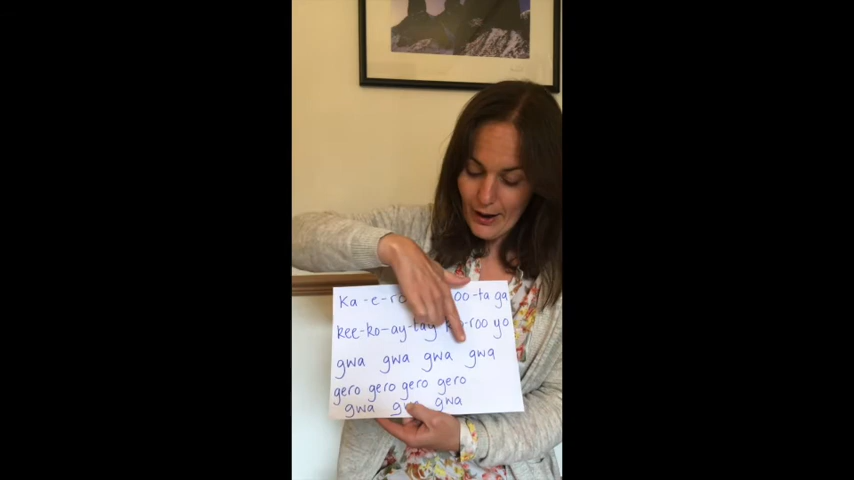 Ka-e-ro oo-ta ga
kee-ko-ay-tay roo yo
gwa gwa gwa gwa
gero gero gero gero
gwa gwa